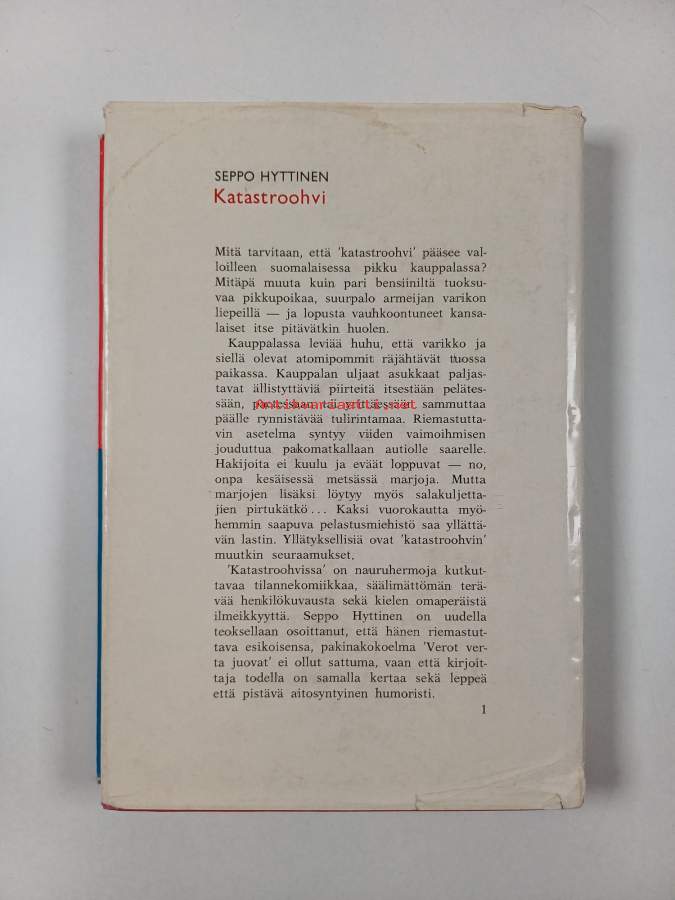 SEPPO HYTTINEN
Katastroohvi
Mitä tarvitaan, että 'katastroohvi' pääsee val-
loilleen suomalaisessa pikku kauppalassa?
Mitäpä muuta kuin pari bensiiniltä tuoksu-
vaa pikkupoikaa, suurpalo armeijan varikon
liepeillä — ja lopusta vauhkoontuneet kansa-
laiset itse pitävätkin huolen.
Kauppalassa leviää huhu, että varikko ja
siellä olevat atomipommit räjähtävät tuossa
paikassa. Kauppalan uljaat asukkaat paljas-
tavat ällistyttäviä piirteitä itsestään pelätes-
sään, paetessaan tai yrittäessään sammuttaa
Antikvariaatti.net
päälle rynnistävää tulirintamaa. Riemastutta-
vin asetelma syntyy viiden vaimoihmisen
jouduttua pakomatkallaan autiolle saarelle.
Hakijoita ei kuulu ja eväät loppuvat — no,
onpa kesäisessä metsässä marjoja. Mutta
marjojen lisäksi löytyy myös salakuljetta-
jien pirtukätkö ... Kaksi vuorokautta myö-
hemmin saapuva pelastusmiehistö saa yllättä-
vän lastin. Yllätyksellisiä ovat 'katastroohvin'
muutkin seuraamukset.
'Katastroohvissa' on nauruhermoja kutkut-
tavaa tilannekomiikkaa, säälimättömän terä-
vää henkilökuvausta sekä kielen omaperäistä
ilmeikkyyttä. Seppo Hyttinen on uudella
teoksellaan osoittanut, että hänen riemastut-
tava esikoisensa, pakinakokoelma 'Verot ver-
ta juovat' ei ollut sattuma, vaan että kirjoit-
taja todella on samalla kertaa sekä leppeä
että pistävä aitosyntyinen humoristi.
1